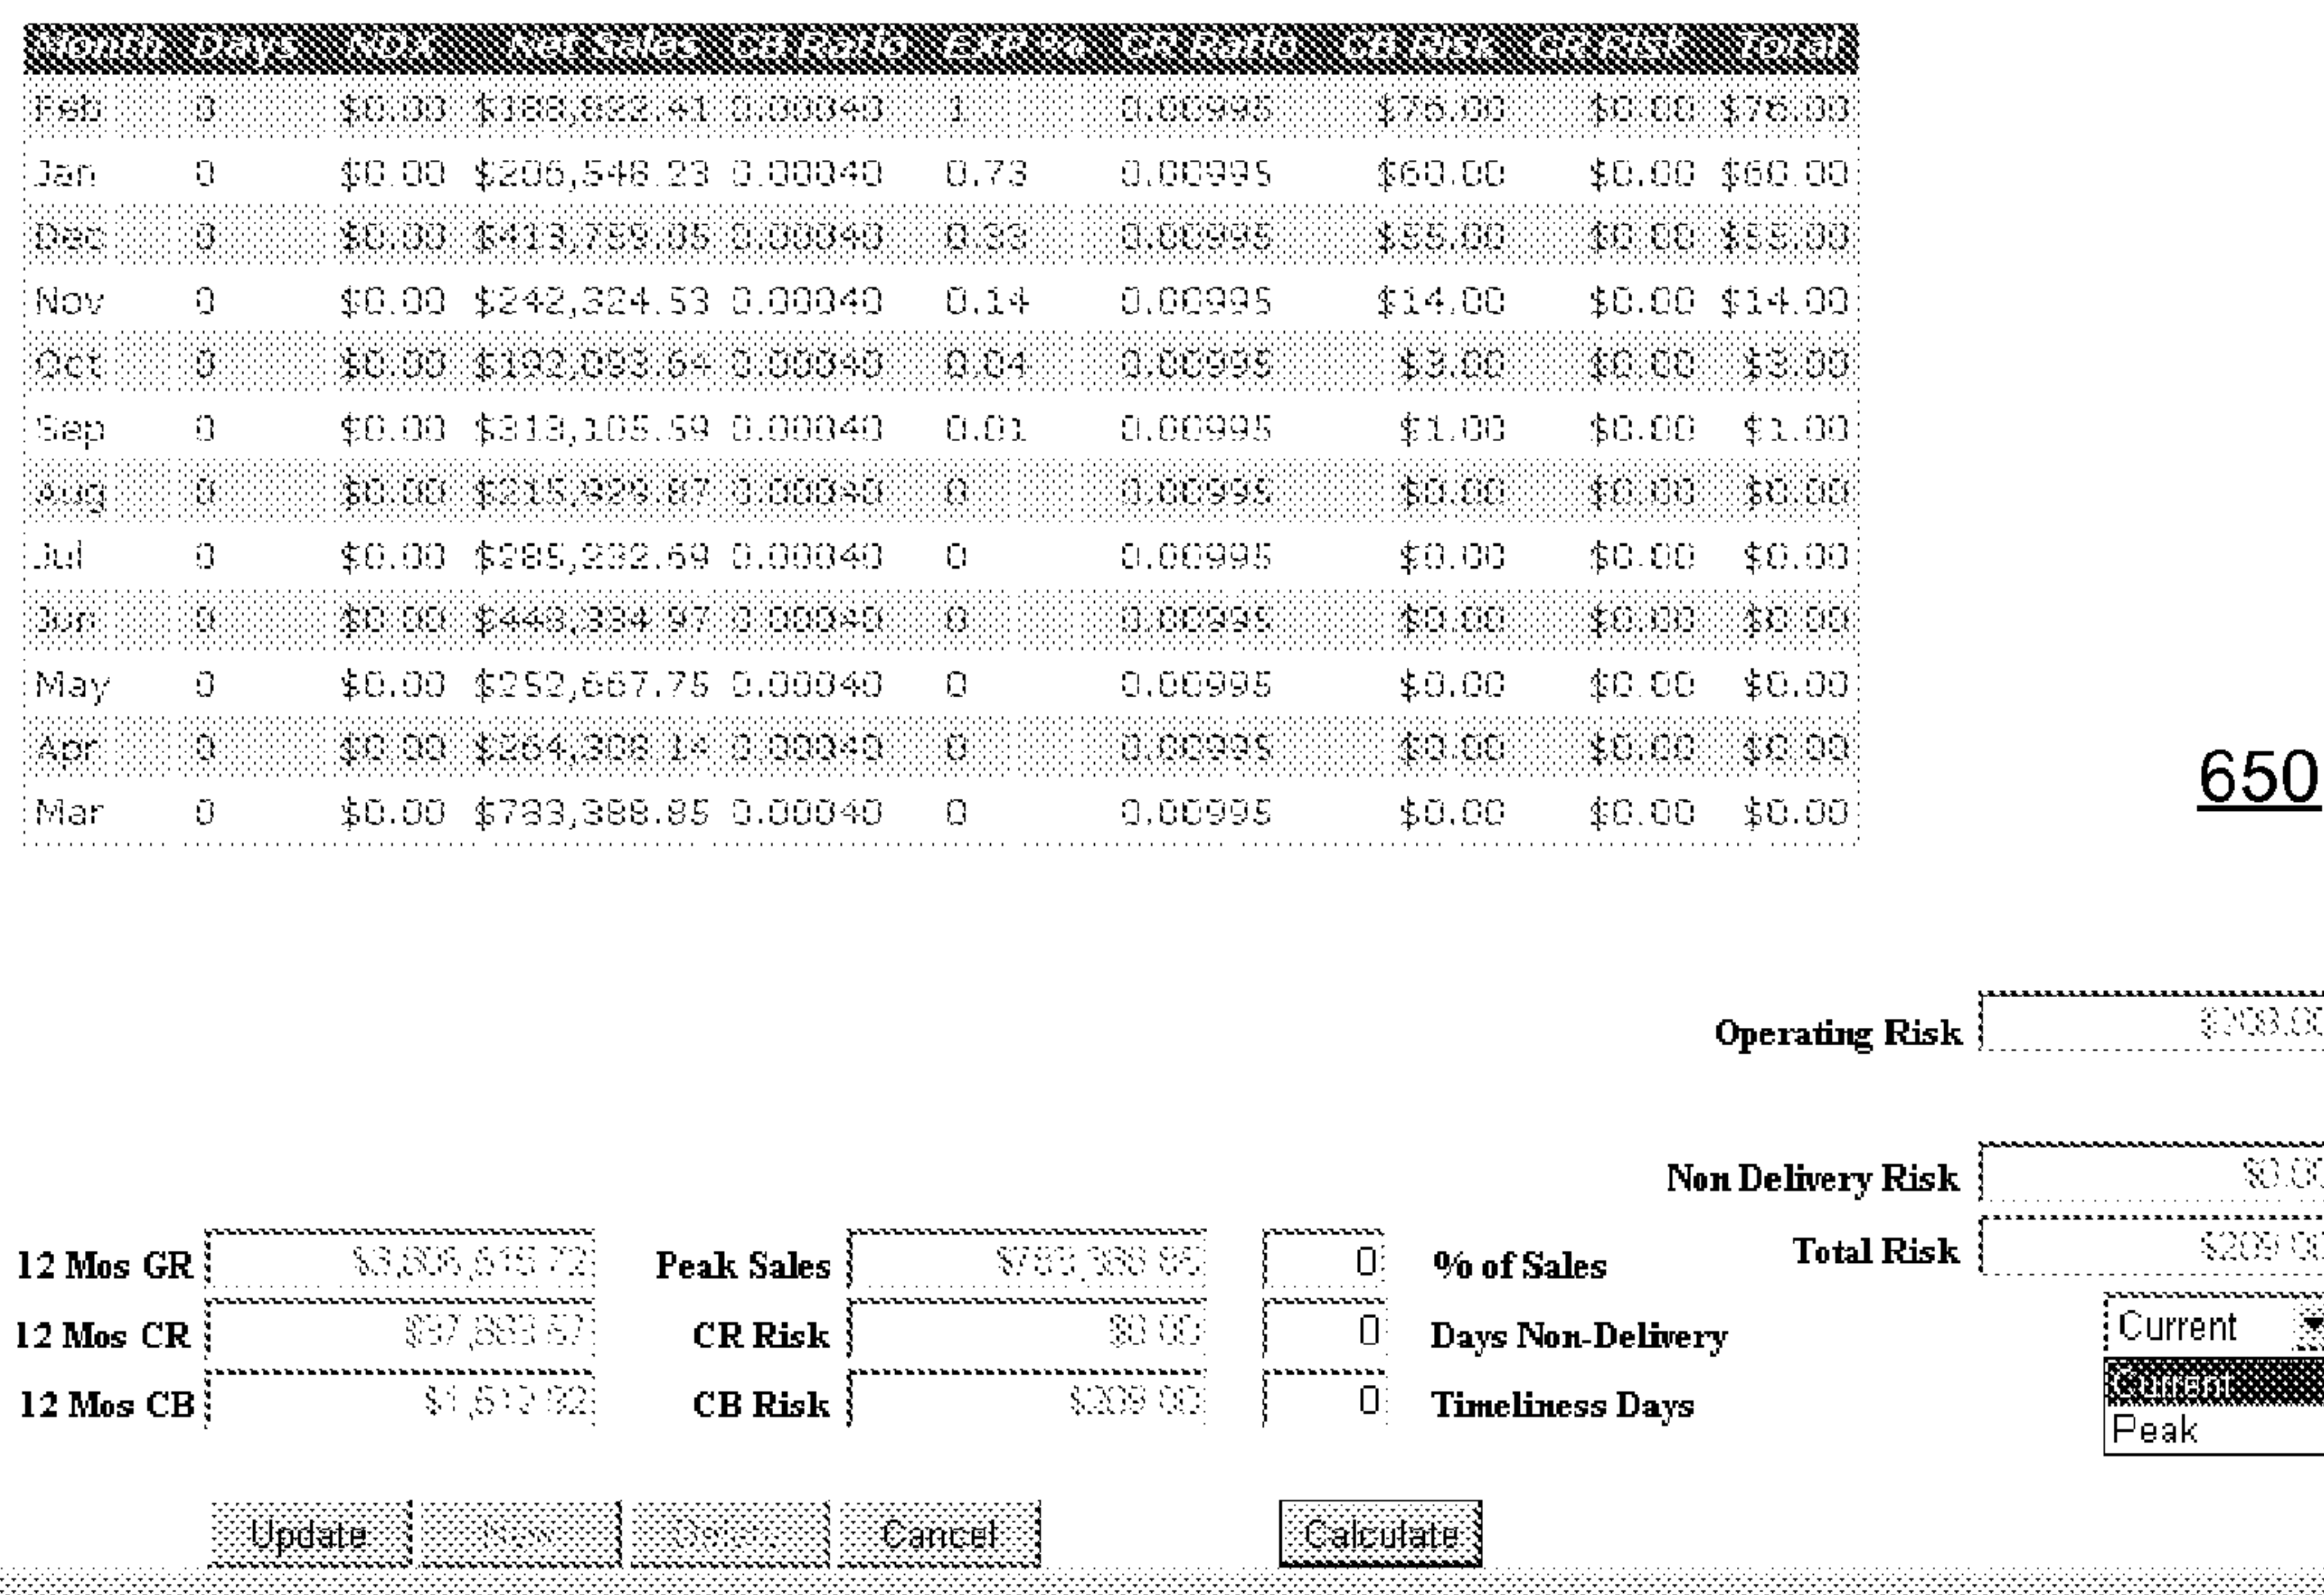 Month Days NDX Net Sales CB Ratio EXP % CR Ratio CB Risk CR Risk Total
Feb 0 $0.00 $188,822.41 0.00040 1 0.00995 $76.00 $0.00 $76.00
Jan 0 $0.00 $206,548.23 0.00040 0.73 0.00995 $60.00 $0.00 $60.00
Dec 0 $0.00 $413,759.05 0.00040 0.33 0.00995 $55.00 $0.00 $55.00
Nov 0 $0.00 $242,324.53 0.00040 0.14 0.00995 $14.00 $0.00 $14.00
Oct 0 $0.00 $192,093.64 0.00040 0.04 0.00995 $3.00 $0.00 $3.00
Sep 0 $0.00 $313,105.59 0.00040 0.01 0.00995 $1.00 $0.00 $1.00
Aug 0 $0.00 $215,929.87 0.00040 0 0.00995 $0.00 $0.00 $0.00
Jul 0 $0.00 $285,232.69 0.00040 0 0.00995 $0.00 $0.00 $0.00
Jun 0 $0.00 0.00040 0 0.00995 $0.00 $0.00 $0.00
May 0 $0.00 $252,667.75 0.00040 0 0.00995 $0.00 $0.00 $0.00
Apr 0 $0.00 $264,308.14 0.00040 0 0.00995 $0.00 $0.00 $0.00
Mar 0 $0.00 $783,388.85 0.00040 0 0.00995 $0.00 $0.00 $0.00
650
Operating Risk
Non Delivery Risk $0.00
12 Mos GR Peak Sales $783,388.85 0 % of Sales Total Risk $209.00
12 Mos CR CR Risk $0.00 0 Days Non-Delivery Current
12 Mos CB CB Risk $209.00 0 Timeliness Days Current
Peak
Update New Delete Cancel Calculate